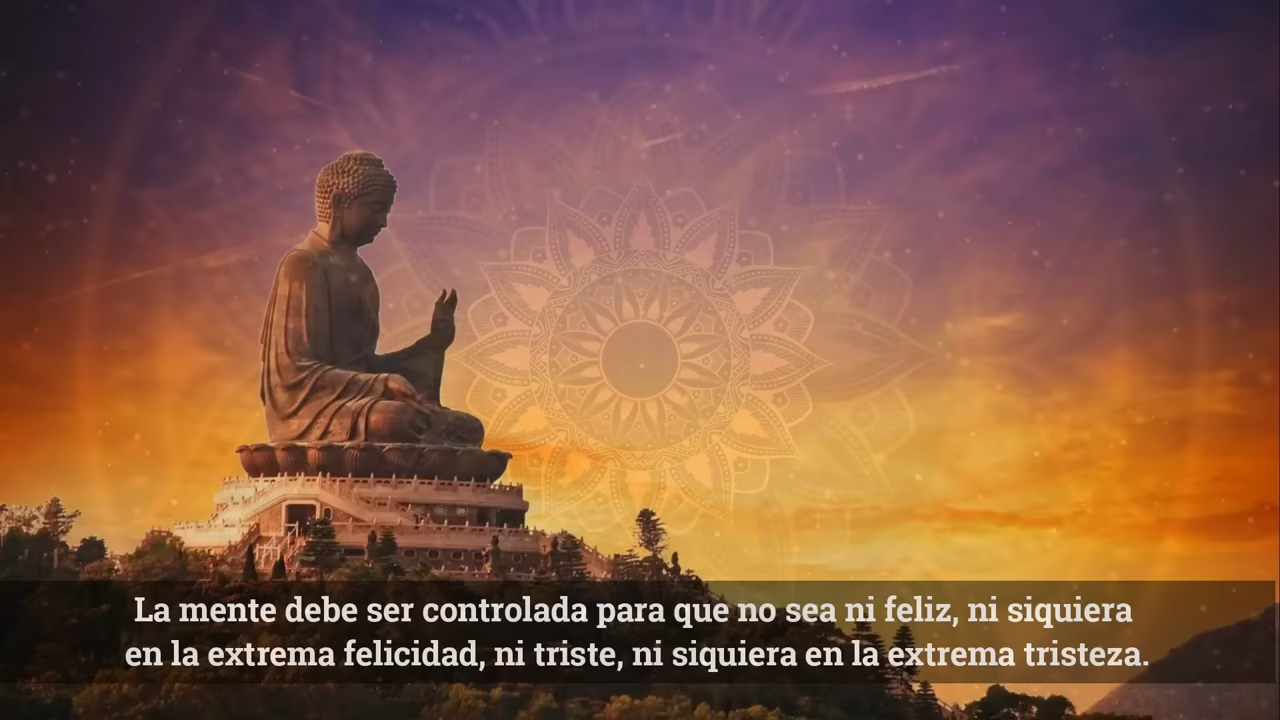 La mente debe ser controlada para que no sea ni feliz, ni siquiera
en la extrema felicidad, ni triste, ni siquiera en la extrema tristeza.